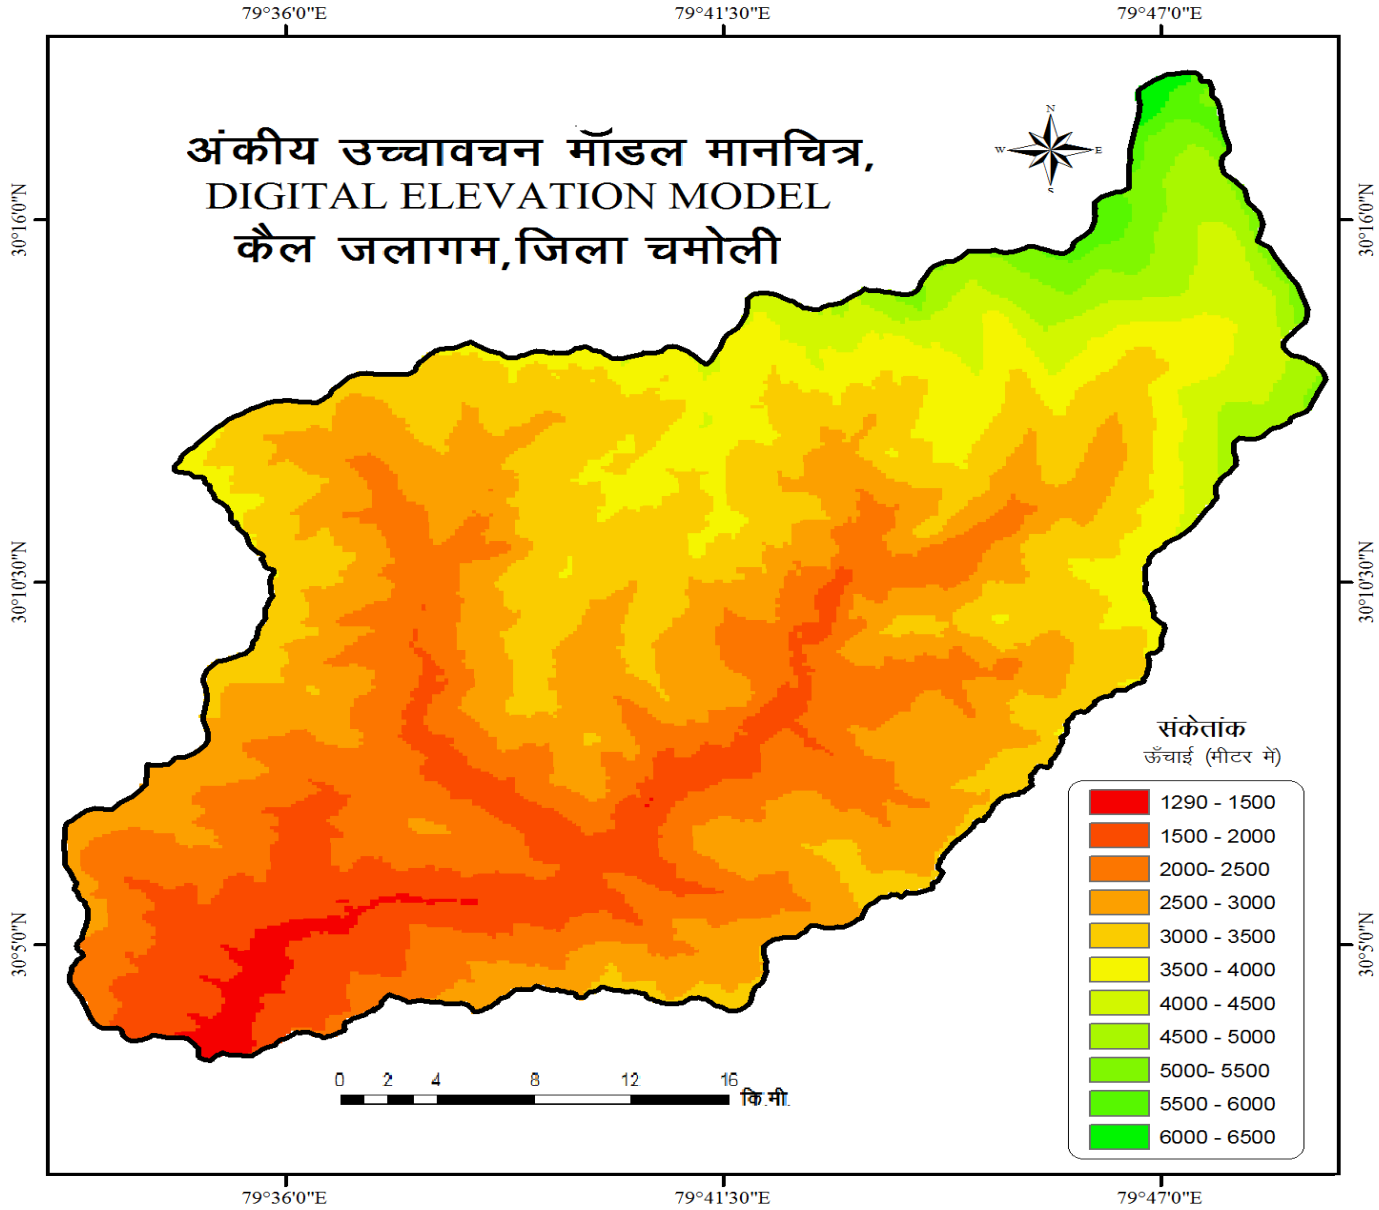 79°36'0"E 79°41'30"E 79°47'0"E
अंकीय उच्चावचन मॉडल मानचित्र,
DIGITAL ELEVATION MODEL
कैल जलागम, जिला चमोली
N
W E
S
30°16'0"N 30°16'0"N
30°10'30"N 30°10'30"N
30°5'0"N 30°5'0"N
संकेतांक
ऊँचाई (मीटर में)
1290 - 1500
1500 - 2000
2000- 2500
2500 - 3000
3000 - 3500
3500 - 4000
4000 - 4500
4500 - 5000
5000- 5500
5500 - 6000
6000 - 6500
0 2 4 8 12 16
कि.मी.
79°36'0"E 79°41'30"E 79°47'0"E